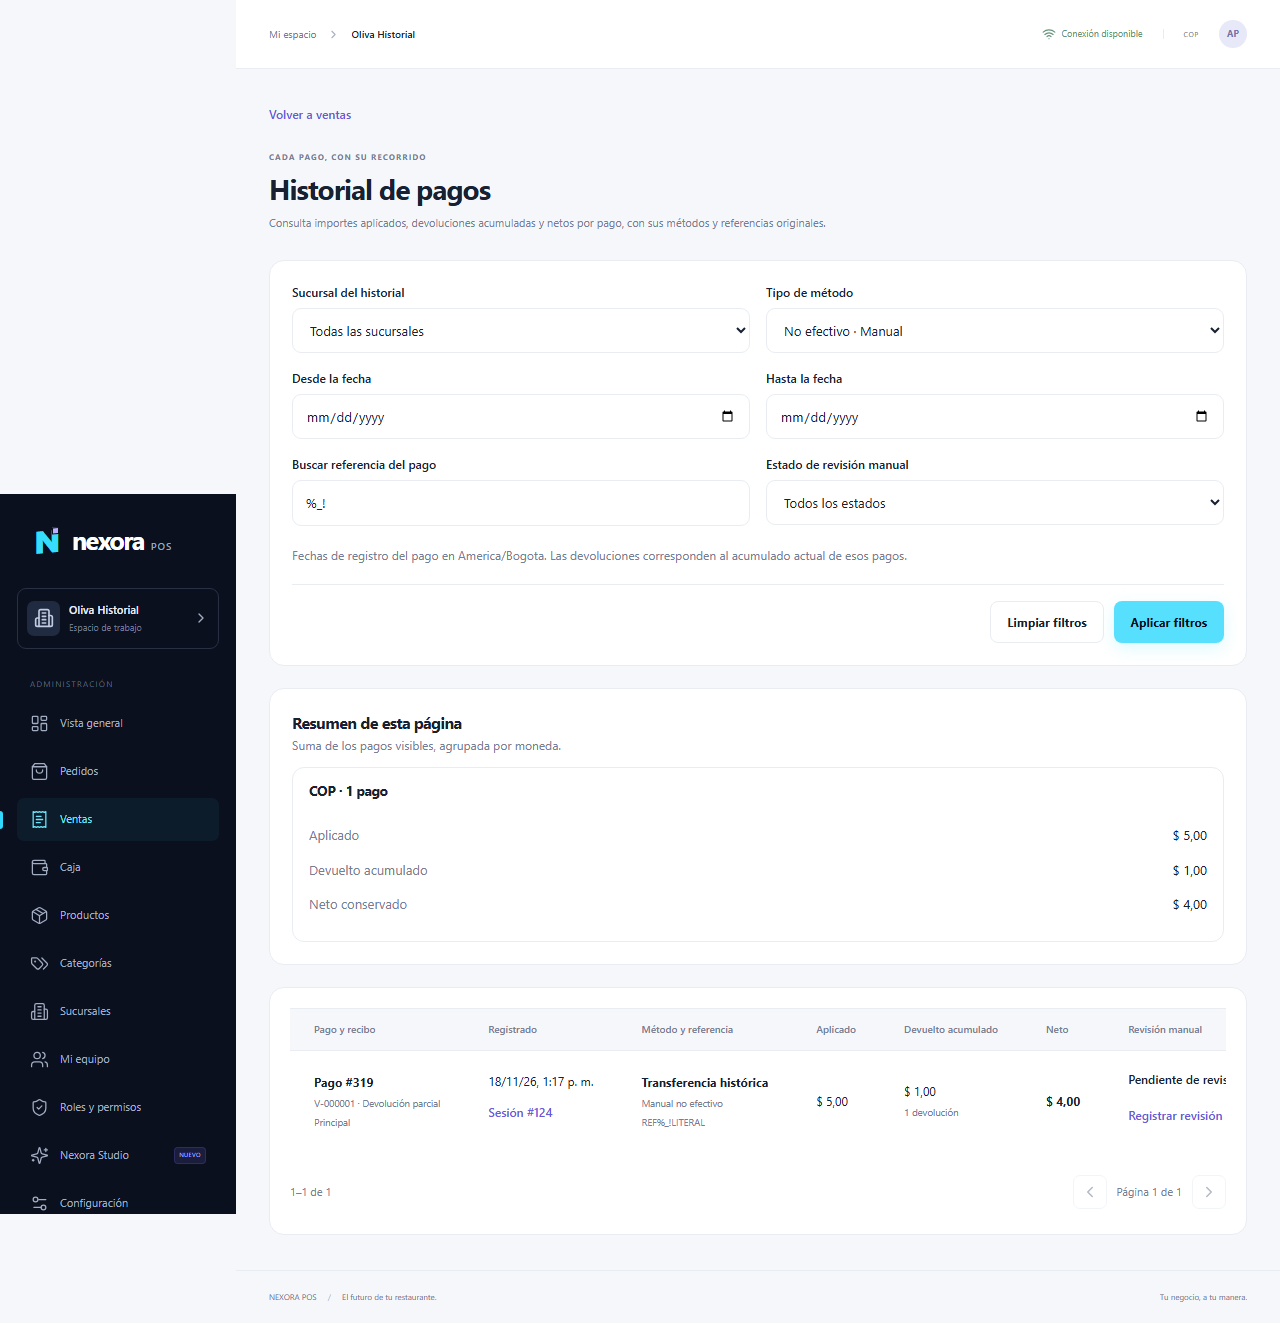 Mi espacio
Oliva Historial
Conexión disponible
COP
AP
Volver a ventas
CADA PAGO, CON SU RECORRIDO
Historial de pagos
Consulta importes aplicados, devoluciones acumuladas y netos por pago, con sus métodos y referencias originales.
Sucursal del historial
Tipo de método
Todas las sucursales
No efectivo · Manual
Desde la fecha
Hasta la fecha
mm/dd/yyyy
mm/dd/yyyy
Buscar referencia del pago
Estado de revisión manual
%_!
Todos los estados
Fechas de registro del pago en America/Bogota. Las devoluciones corresponden al acumulado actual de esos pagos.
Limpiar filtros
Aplicar filtros
nexora POS
Oliva Historial
Espacio de trabajo
ADMINISTRACIÓN
Vista general
Pedidos
Ventas
Caja
Productos
Categorías
Sucursales
Mi equipo
Roles y permisos
Nexora Studio
NUEVO
Configuración
Resumen de esta página
Suma de los pagos visibles, agrupada por moneda.
COP · 1 pago
Aplicado
$ 5,00
Devuelto acumulado
$ 1,00
Neto conservado
$ 4,00
Pago y recibo
Registrado
Método y referencia
Aplicado
Devuelto acumulado
Neto
Revisión manual
Pago #319
V-000001 · Devolución parcial
Principal
18/11/26, 1:17 p. m.
Sesión #124
Transferencia histórica
Manual no efectivo
REF%_!LITERAL
$ 5,00
$ 1,00
1 devolución
$ 4,00
Pendiente de revis
Registrar revisión
1–1 de 1
Página 1 de 1
NEXORA POS / El futuro de tu restaurante.
Tu negocio, a tu manera.